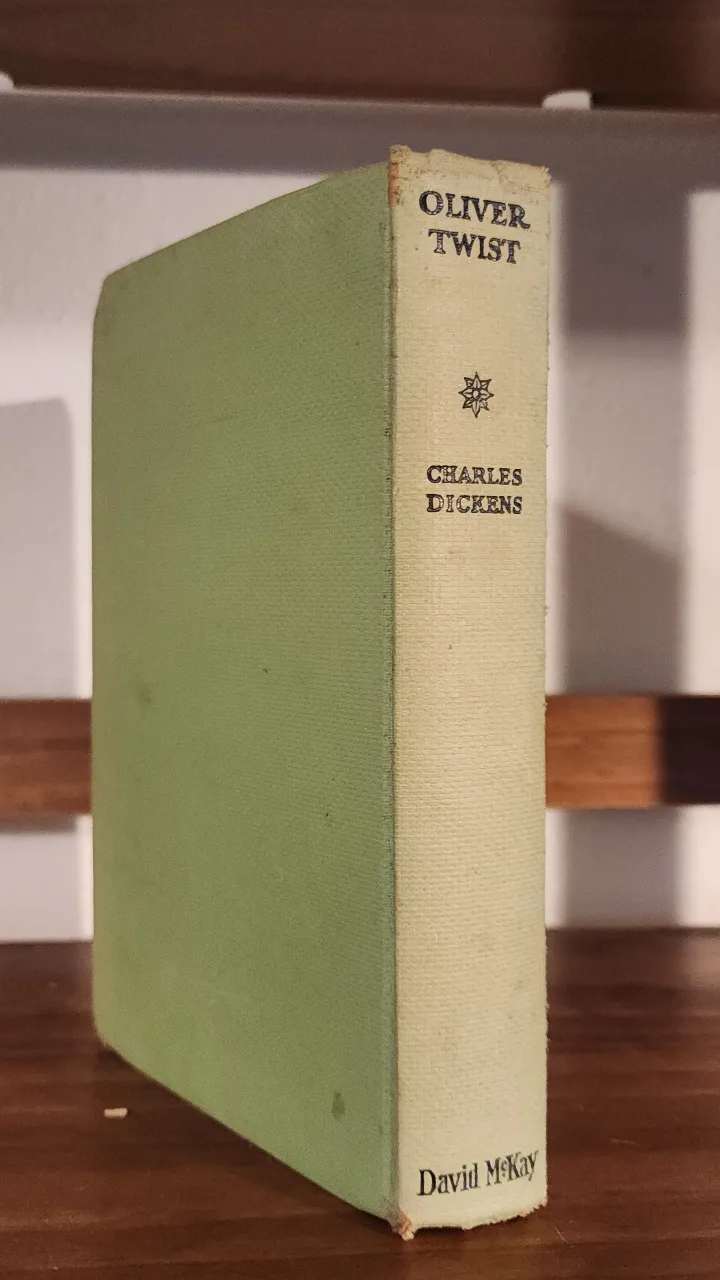 OLIVER
TWIST
CHARLES
DICKENS
David McKay